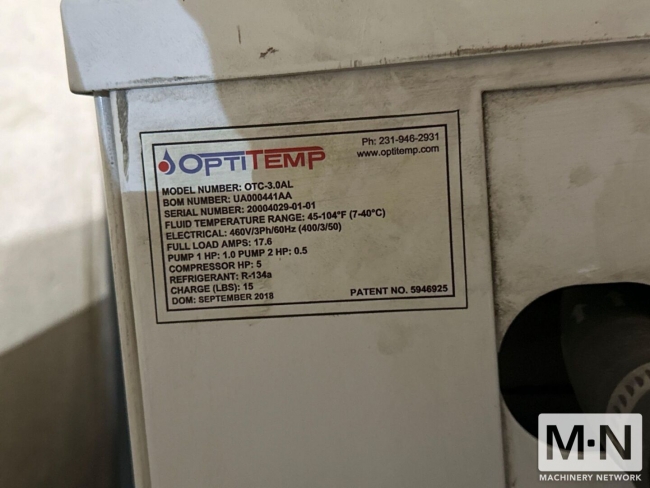 OPTITEMP
Ph: 231-946-2931
www.optitemp.com
MODEL NUMBER: OTC-3.0AL
BOM NUMBER: UA000441AA
SERIAL NUMBER: 20004029-01-01
FLUID TEMPERATURE RANGE: 45-104°F (7-40°C)
ELECTRICAL: 460V/3Ph/60Hz (400/3/50)
FULL LOAD AMPS: 17.6
PUMP 1 HP: 1.0 PUMP 2 HP: 0.5
COMPRESSOR HP: 5
REFRIGERANT: R-134a
CHARGE (LBS): 15
DOM: SEPTEMBER 2018
PATENT NO. 5946925
M·N
MACHINERY NETWORK